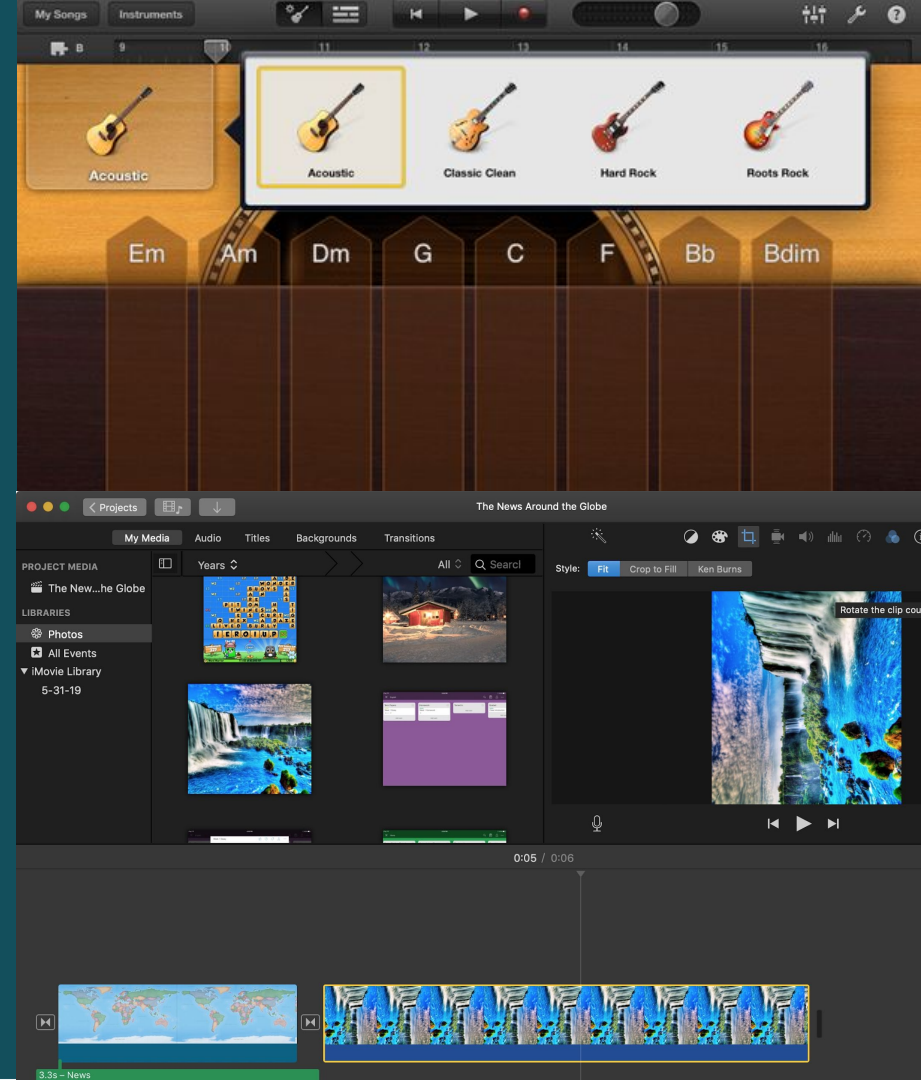 My Songs Instruments
B 9 10 11 12 13 14 15 16
Acoustic
Acoustic Classic Clean Hard Rock Roots Rock
Em Am Dm G C F Bb Bdim
Projects The News Around the Globe
My Media Audio Titles Backgrounds Transitions
PROJECT MEDIA Years All Searcl Style: Fit Crop to Fill Ken Burns
The New...he Globe
LIBRARIES Rotate the clip cou
Photos
All Events
iMovie Library
5-31-19
0:05 / 0:06
3.3s – News